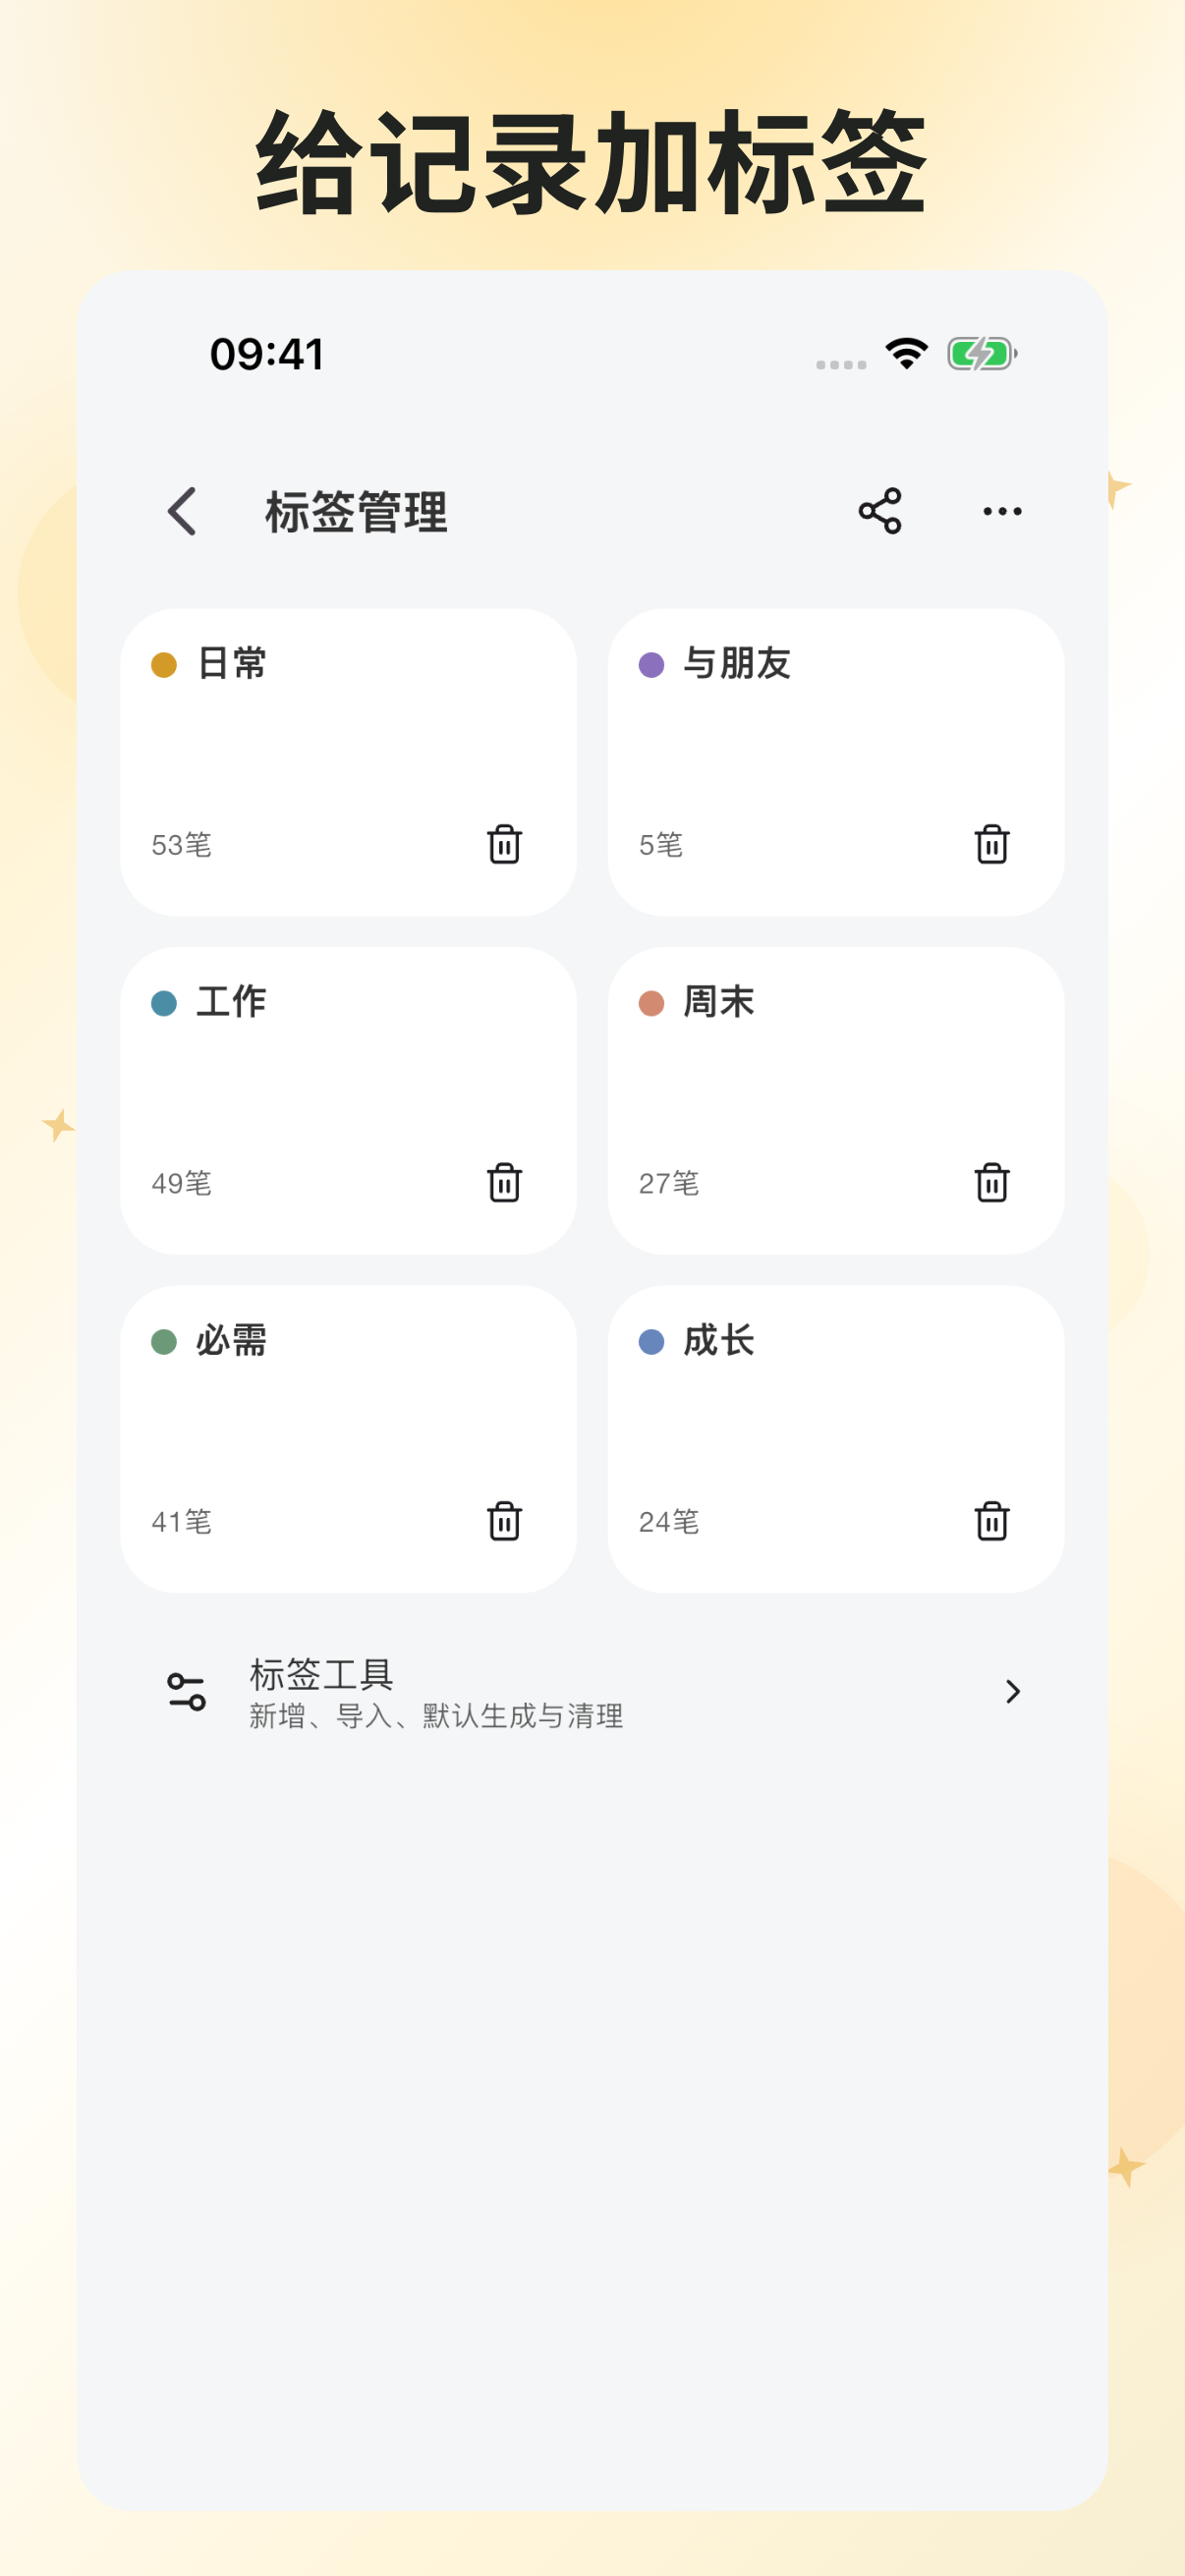 给记录加标签
09:41
标签管理
日常
与朋友
53笔
5笔
工作
周末
49笔
27笔
必需
成长
41笔
24笔
标签工具
新增、导入、默认生成与清理